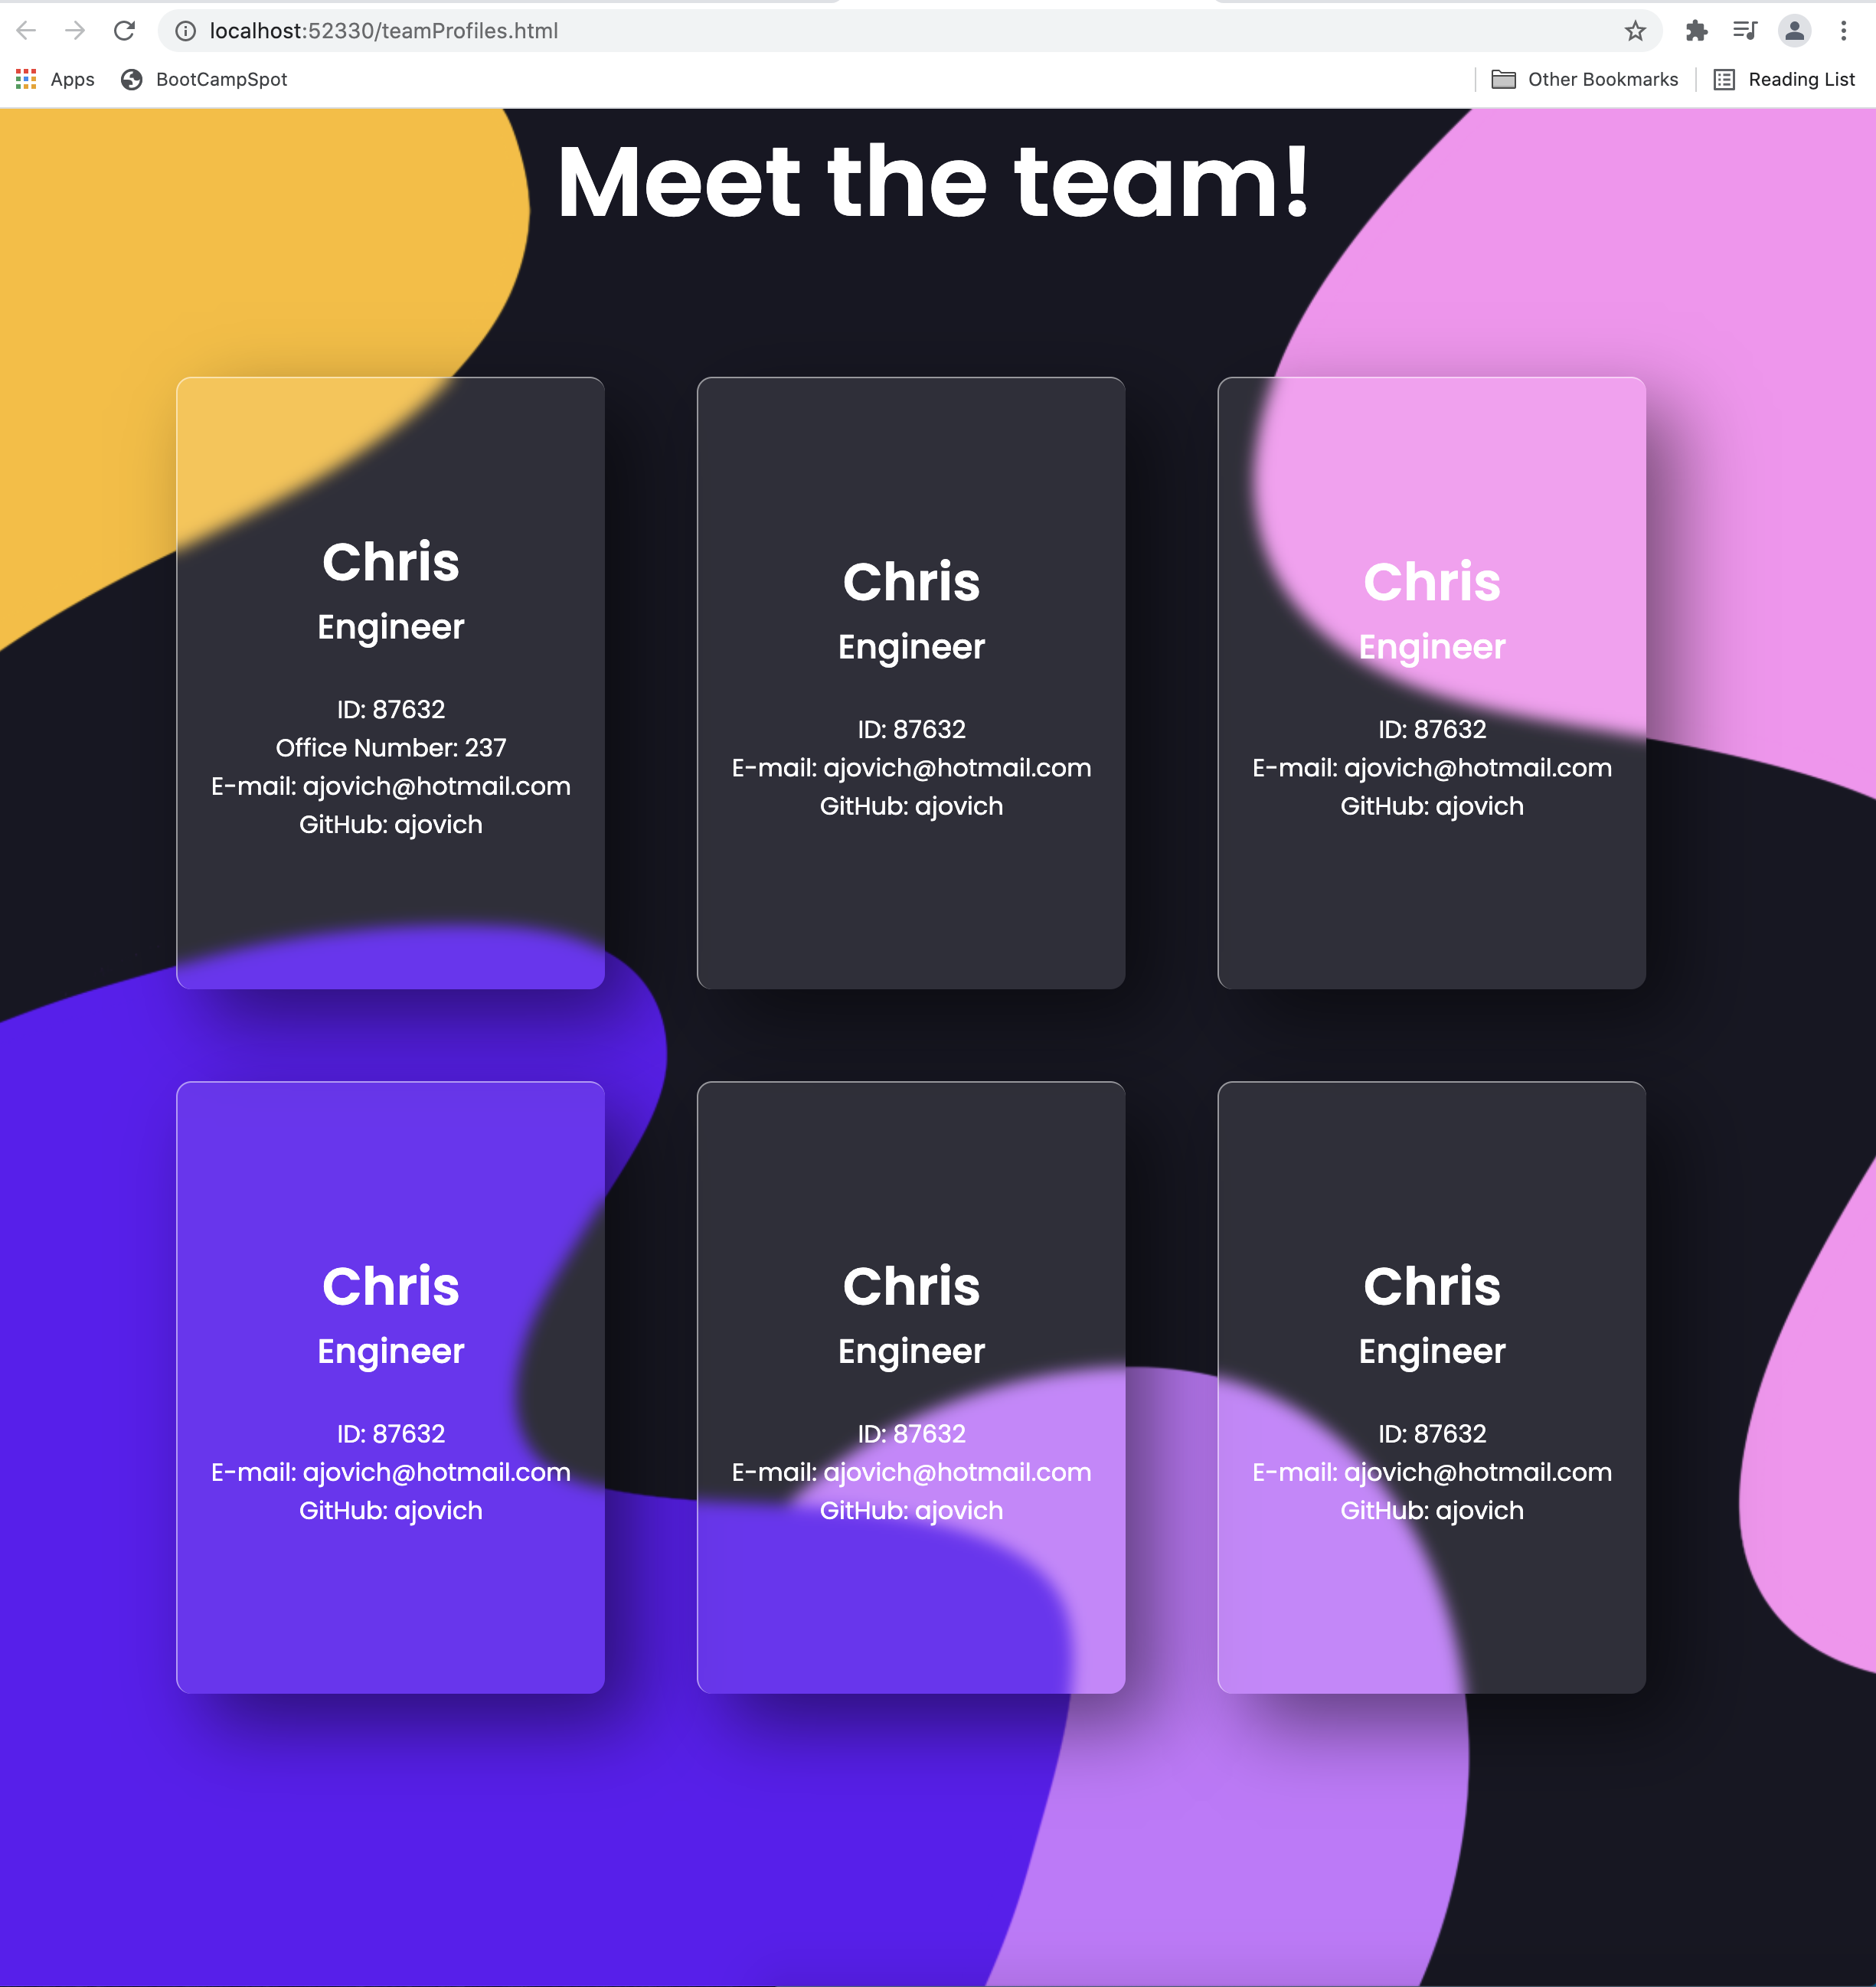 localhost:52330/teamProfiles.html
Apps BootCampSpot Other Bookmarks Reading List
Meet the team!
Chris
Engineer
ID: 87632
Office Number: 237
E-mail: ajovich@hotmail.com
GitHub: ajovich
Chris
Engineer
ID: 87632
E-mail: ajovich@hotmail.com
GitHub: ajovich
Chris
Engineer
ID: 87632
E-mail: ajovich@hotmail.com
GitHub: ajovich
Chris
Engineer
ID: 87632
E-mail: ajovich@hotmail.com
GitHub: ajovich
Chris
Engineer
ID: 87632
E-mail: ajovich@hotmail.com
GitHub: ajovich
Chris
Engineer
ID: 87632
E-mail: ajovich@hotmail.com
GitHub: ajovich